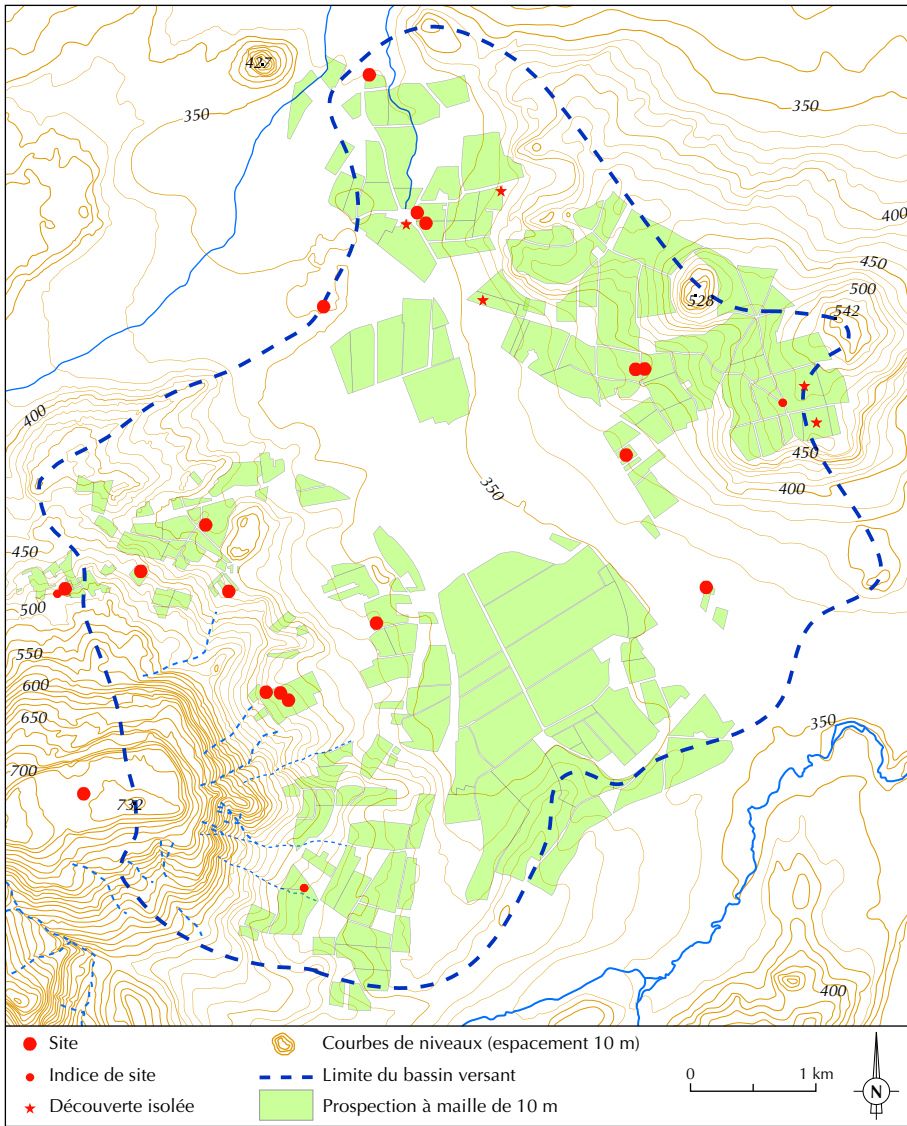 427
350
350
400
450
500
528
542
400
450
400
350
450
500
550
600
650
700
732
350
400
Site
Indice de site
Découverte isolée
Courbes de niveaux (espacement 10 m)
Limite du bassin versant
Prospection à maille de 10 m
0 1 km
N